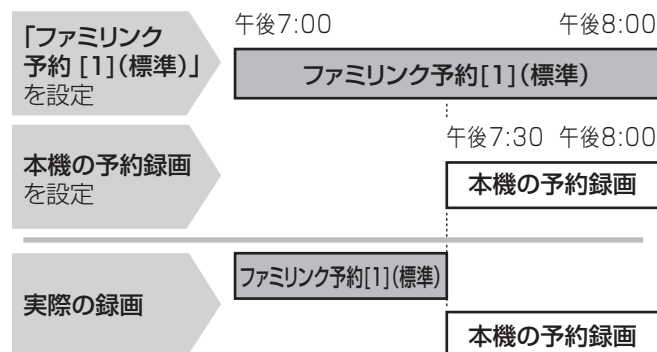 「ファミリンク
予約 [1](標準)」
を設定
午後7:00 午後8:00
ファミリンク予約[1](標準)
午後7:30 午後8:00
本機の予約録画
を設定
本機の予約録画
実際の録画
ファミリンク予約[1](標準)
本機の予約録画